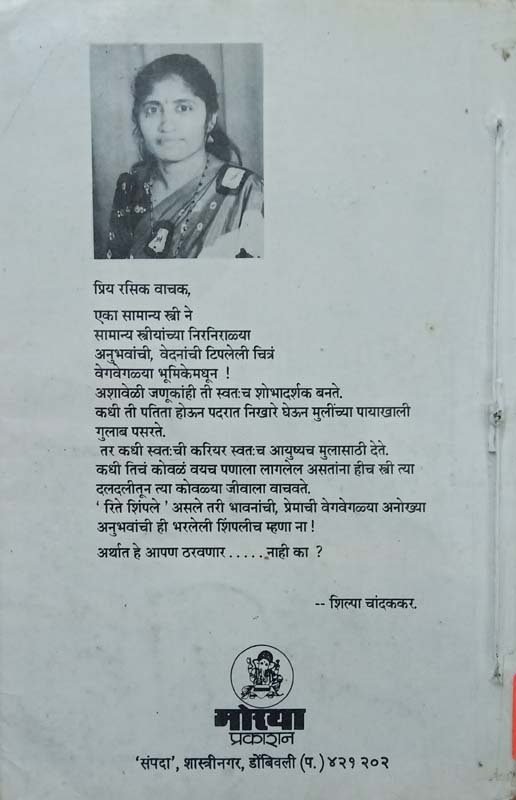 प्रिय रसिक वाचक,
एका सामान्य स्त्री ने
सामान्य स्त्रीयांच्या निरनिराळ्या
अनुभवांची, वेदनांची टिपलेली चित्रं
वेगवेगळ्या भूमिकेमधून !
अशावेळी जणूकांही ती स्वतःच शोभादर्शक बनते.
कधी ती पतिता होऊन पदरात निखारे घेऊन मुलींच्या पायाखाली
गुलाब पसरते.
तर कधी स्वतःची करियर स्वतःच आयुष्यच मुलासाठी देते.
कधी तिचं कोवळं वयच पणाला लागलेल असतांना हीच स्त्री त्या
दलदलीतून त्या कोवळ्या जीवाला वाचवते.
' रिते शिंपले ' असले तरी भावनांची, प्रेमाची वेगवेगळ्या अनोख्या
अनुभवांची ही भरलेली शिंपलीच म्हणा ना !
अर्थात हे आपण ठरवणार . . . . . नाही का ?
-- शिल्पा चांदककर.
मोरया
प्रकाशन
'संपदा', शास्त्रीनगर, डोंबिवली (प.) ४२१ २०२